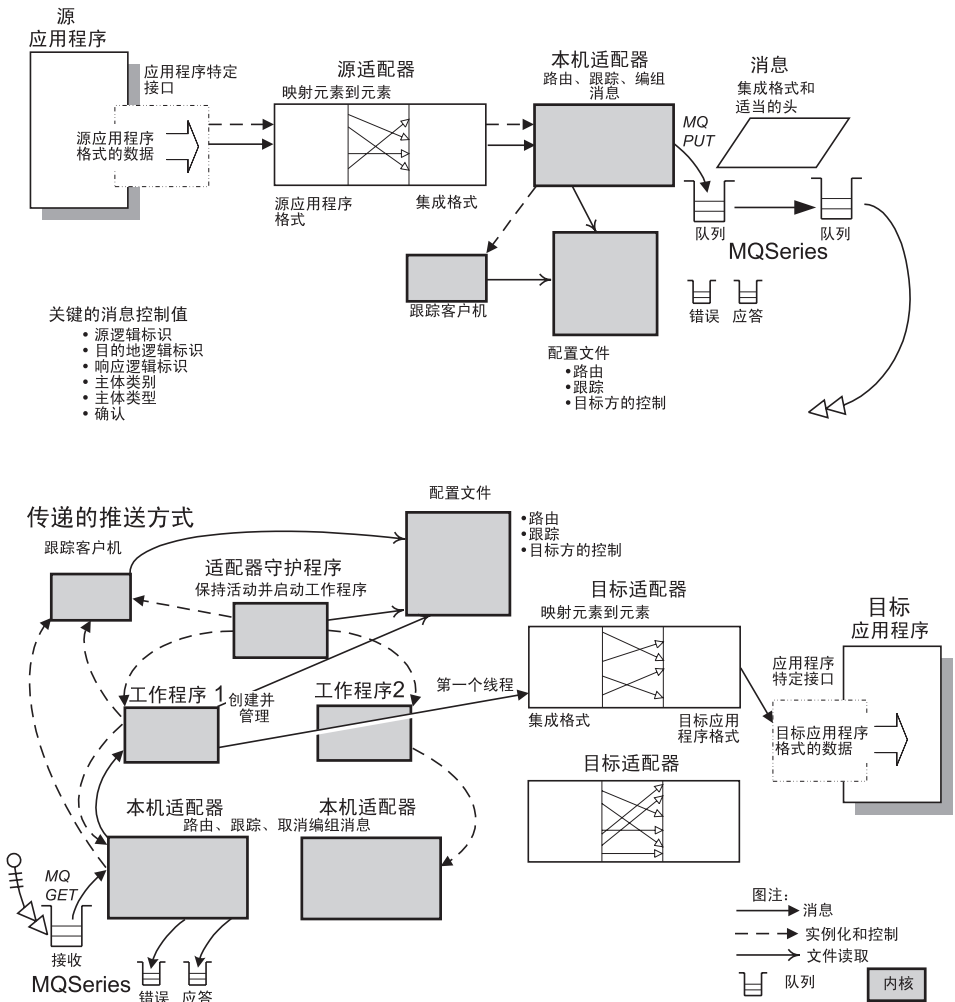 源
应用程序
应用程序特定
接口
源应用程序
格式的数据
源适配器
映射元素到元素
源应用程序
格式
集成格式
本机适配器
路由、跟踪、编组
消息
MQ
PUT
消息
集成格式和
适当的头
队列
队列
MQSeries
错误
应答
跟踪客户机
配置文件
•路由
•跟踪
•目标方的控制
关键的消息控制值
• 源逻辑标识
• 目的地逻辑标识
• 响应逻辑标识
• 主体类别
• 主体类型
• 确认
传递的推送方式
跟踪客户机
配置文件
•路由
•跟踪
•目标方的控制
适配器守护程序
保持活动并启动工作程序
工作程序 1
创建并
管理
工作程序2
第一个线程
目标适配器
映射元素到元素
集成格式
目标应用
程序格式
目标
应用程序
应用程序
特定接口
目标应用程序
格式的数据
目标适配器
本机适配器
本机适配器
路由、跟踪、取消编组消息
MQ
GET
接收
MQSeries
错误
应答
图注:
消息
实例化和控制
文件读取
队列
内核